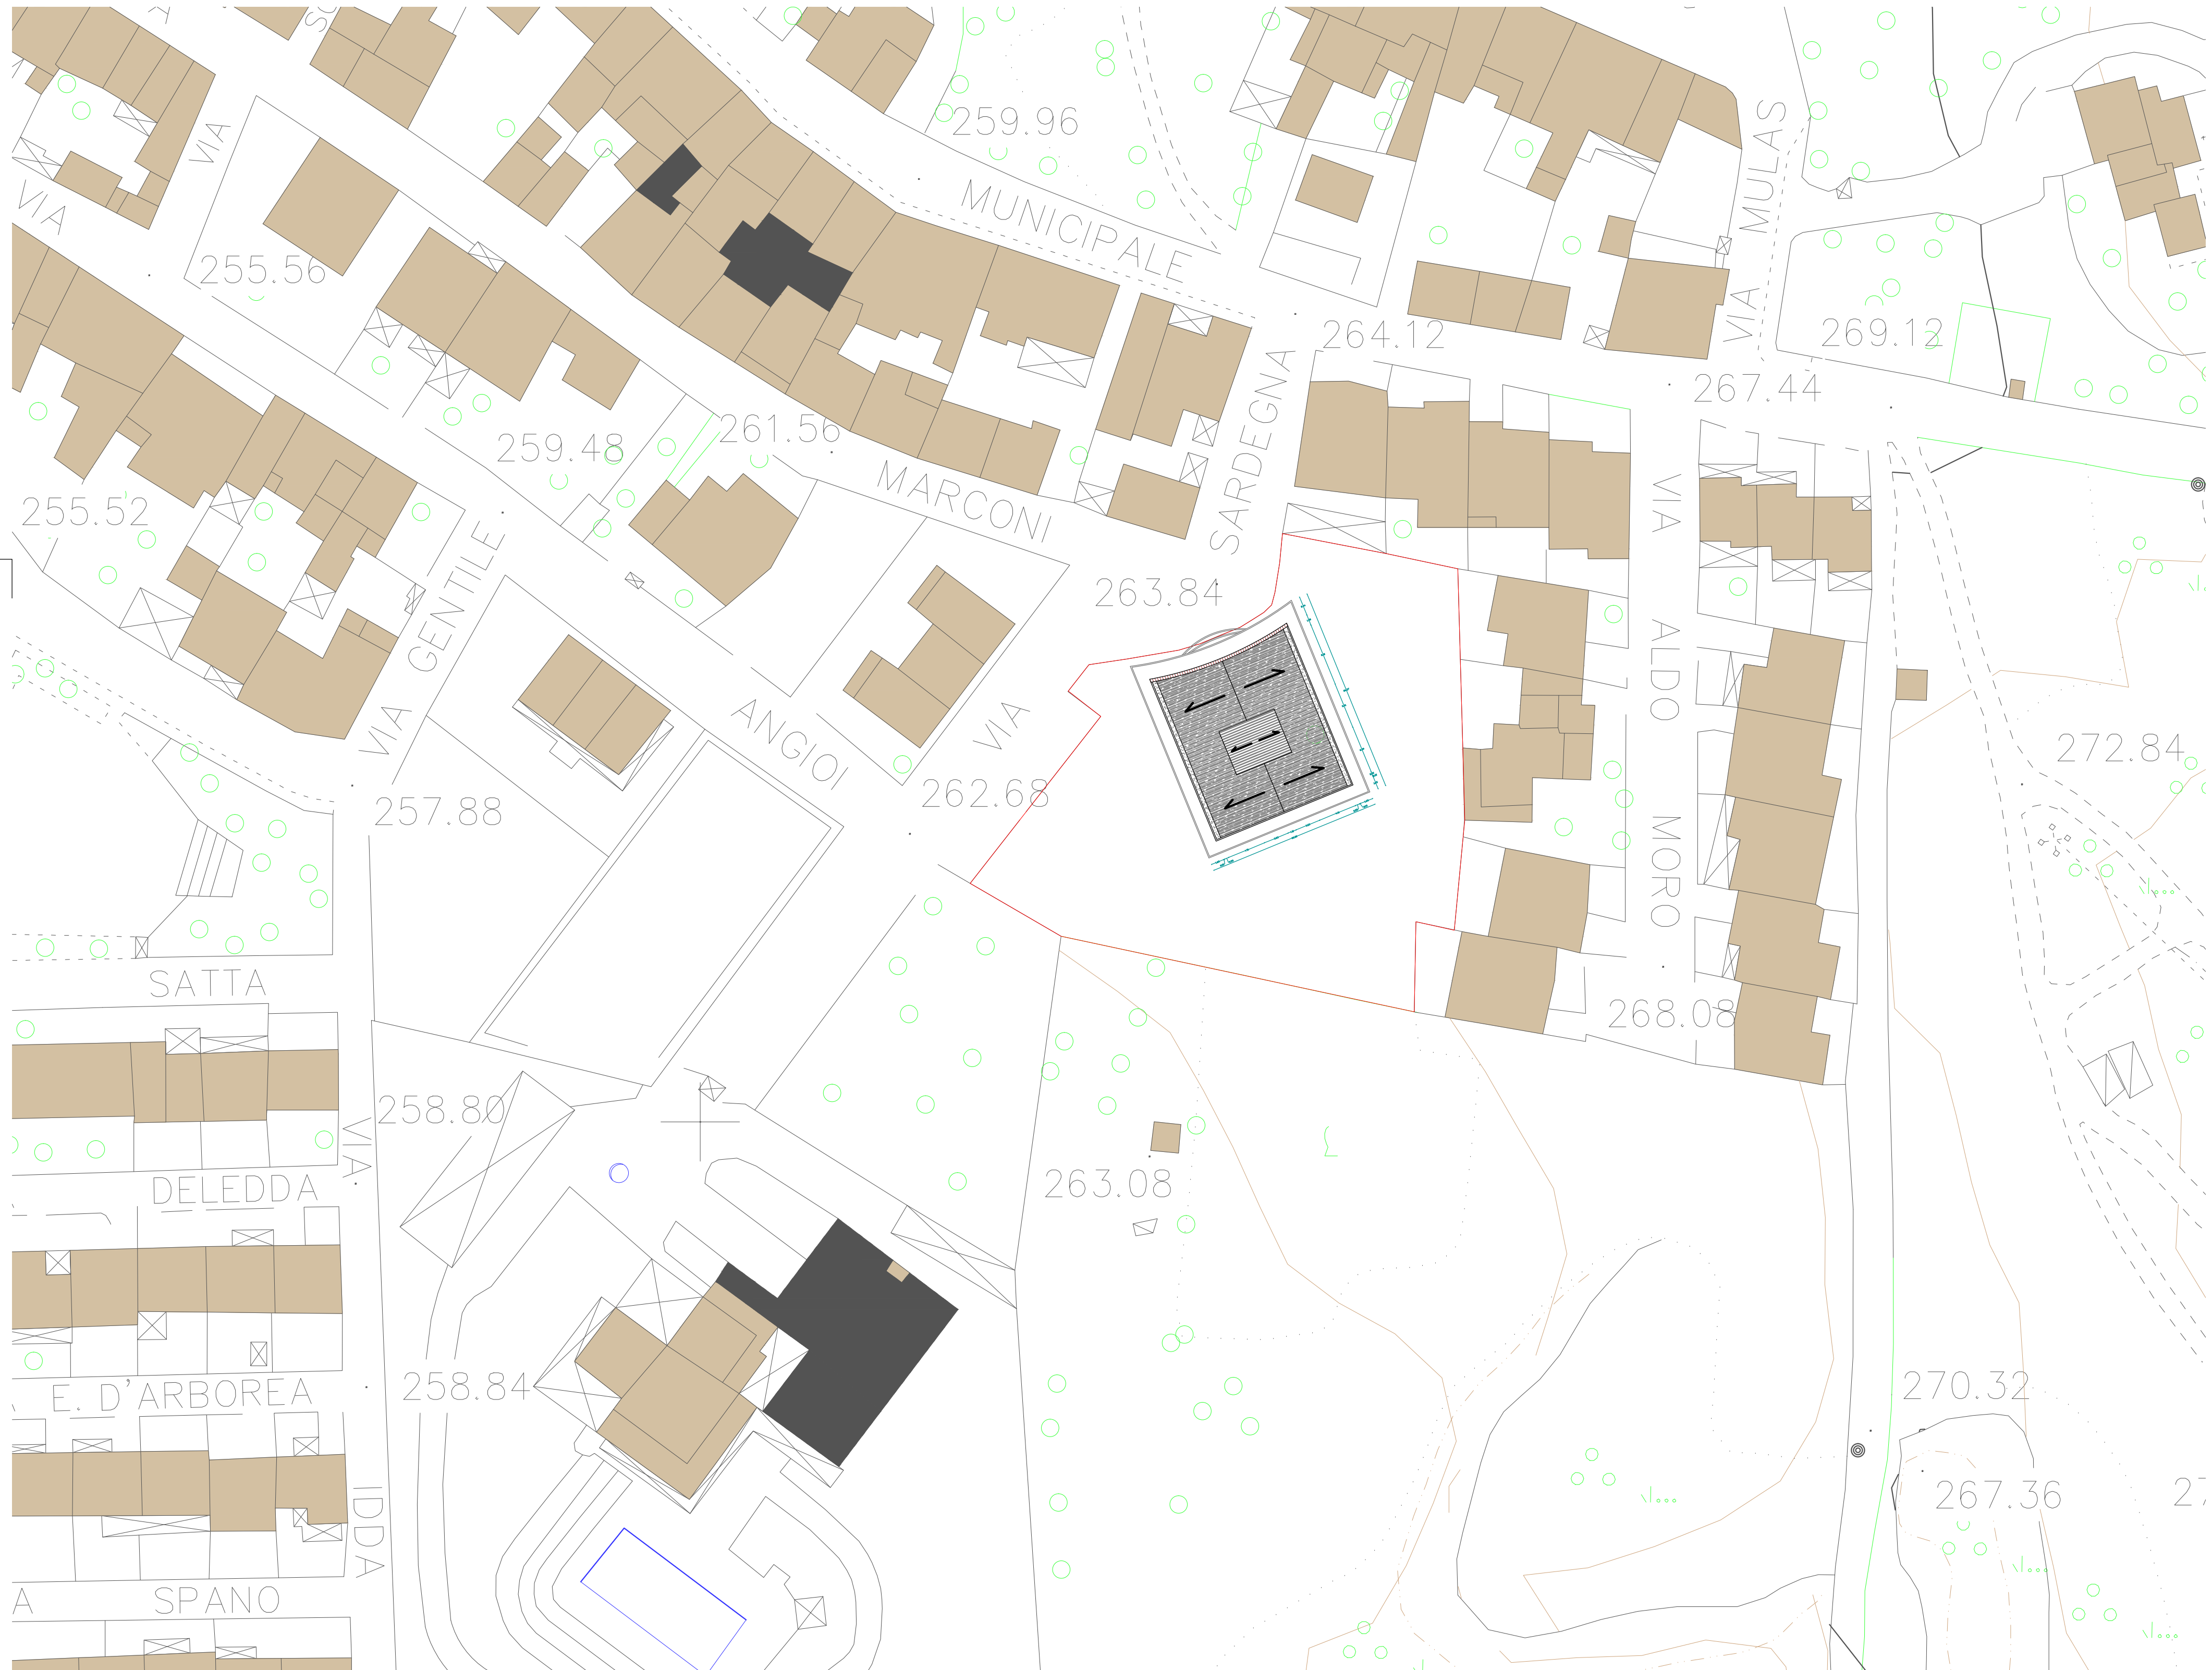 VIA
259.96
MUNICIPALE
VIA MULAS
VIA
255.56
264.12
269.12
267.44
SARDEGNA
261.56
259.48
MARCONI
255.52
VIA GENTILE
263.84
VIA ALDO MORO
ANGIOI
VIA
262.68
257.88
272.84
SATTA
268.08
258.80
VIA
DELEDDA
263.08
258.84
E. D'ARBOREA
270.32
267.36
IDDA
SPANO